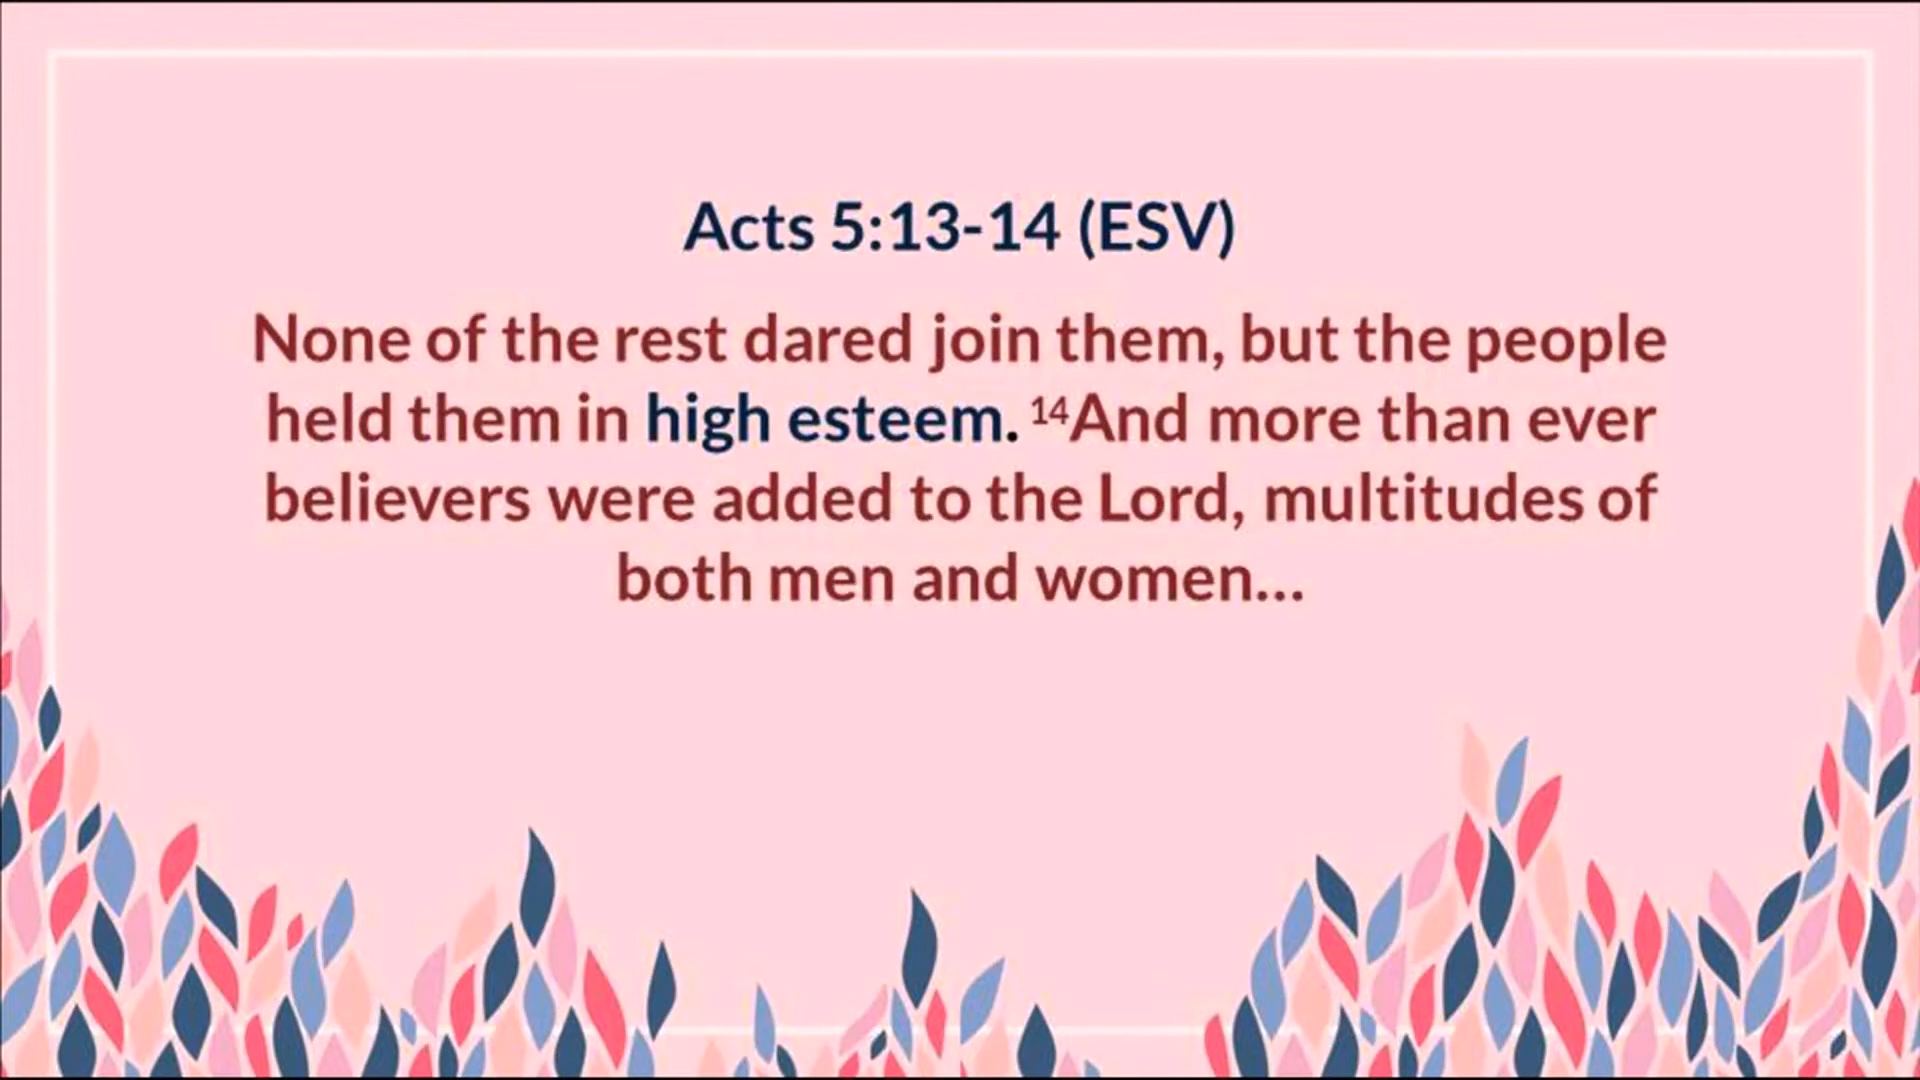 Acts 5:13-14 (ESV)
None of the rest dared join them, but the people
held them in high esteem. 14And more than ever
believers were added to the Lord, multitudes of
both men and women...